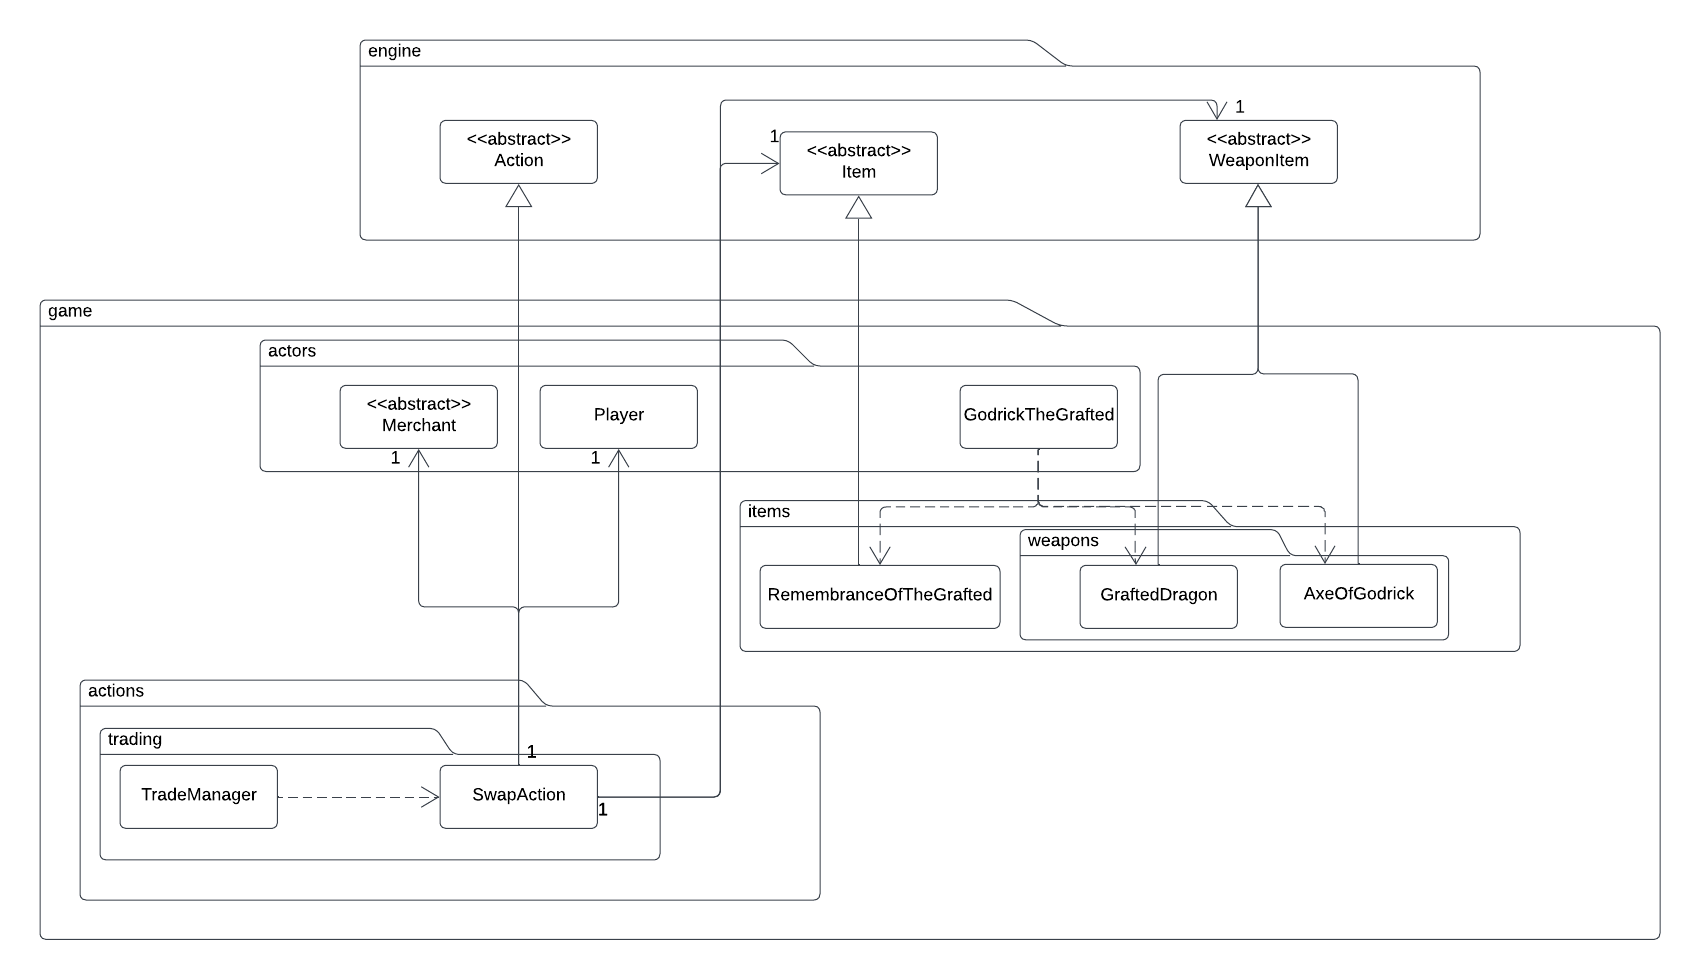 engine
1
<<abstract>>
Action
1
<<abstract>>
Item
<<abstract>>
WeaponItem
game
actors
<<abstract>>
Merchant
Player
GodrickTheGrafted
1
1
items
weapons
RemembranceOfTheGrafted
GraftedDragon
AxeOfGodrick
actions
trading
1
TradeManager
SwapAction
1